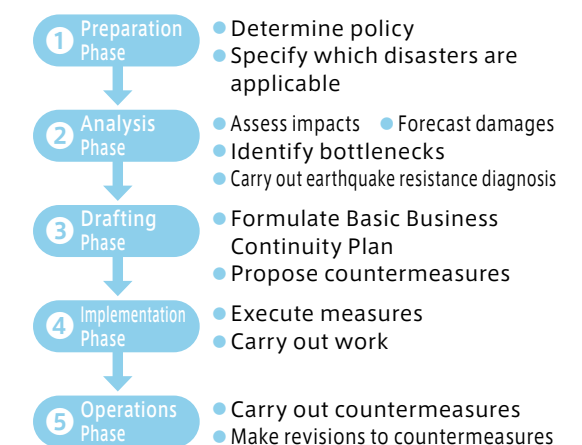 1 Preparation Phase
● Determine policy
● Specify which disasters are
applicable
2 Analysis Phase
● Assess impacts ● Forecast damages
● Identify bottlenecks
● Carry out earthquake resistance diagnosis
3 Drafting Phase
● Formulate Basic Business
Continuity Plan
● Propose countermeasures
4 Implementation Phase
● Execute measures
● Carry out work
5 Operations Phase
● Carry out countermeasures
● Make revisions to countermeasures